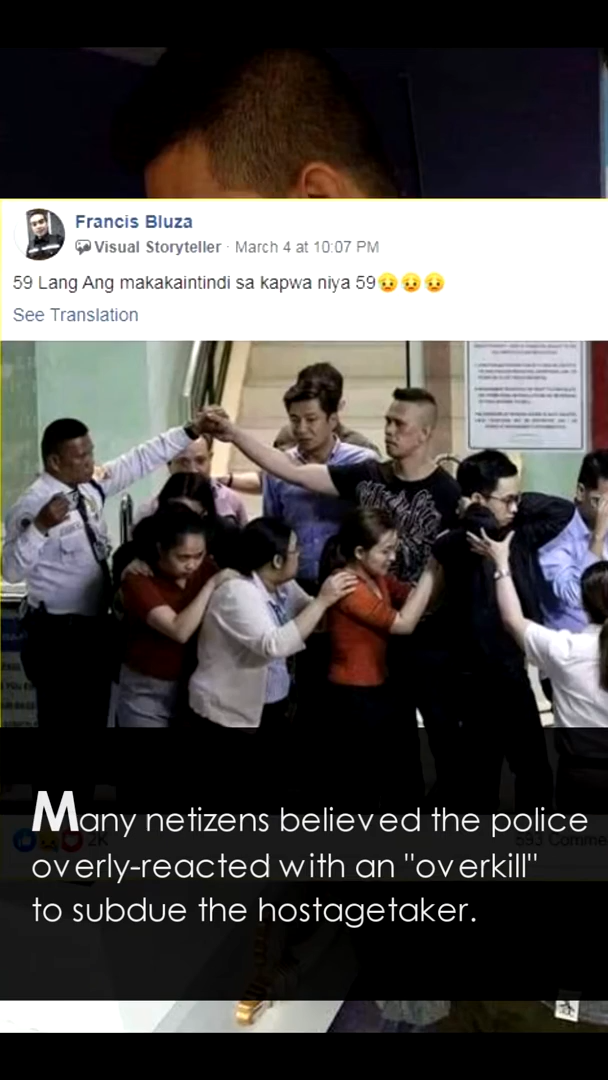 Francis Bluza
Visual Storyteller · March 4 at 10:07 PM
59 Lang Ang makakaintindi sa kapwa niya 59😥😥😥
See Translation
Many netizens believed the police
2K
overly-reacted with an "overkill"
to subdue the hostagetaker.